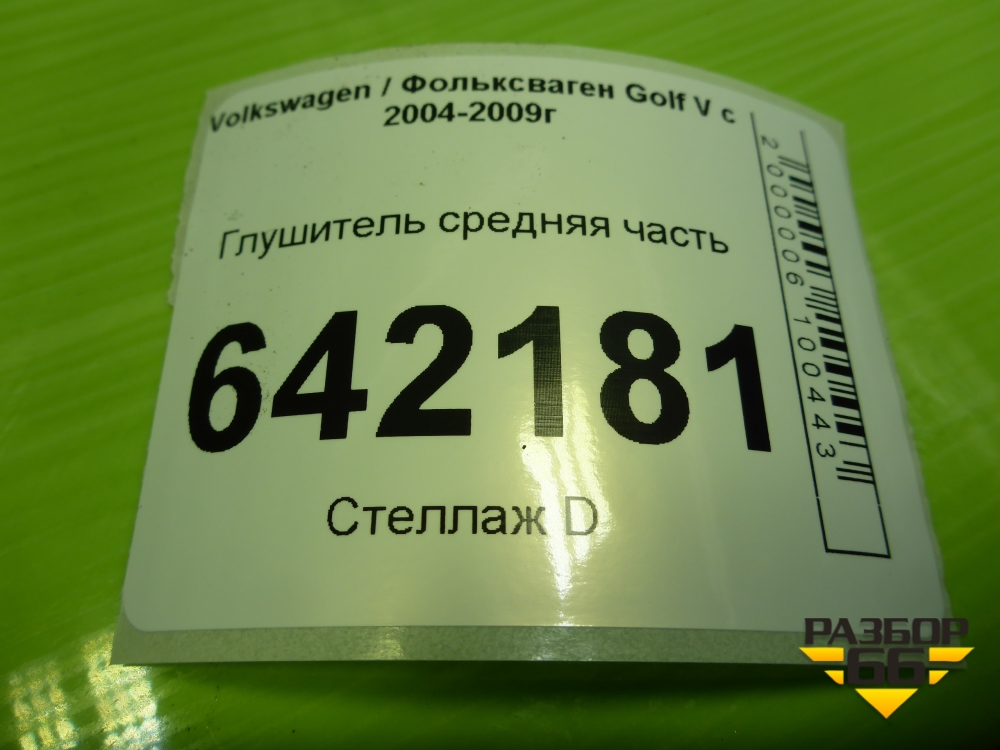 Volkswagen / Фольксваген Golf V с
2004-2009г
Глушитель средняя часть
642181
Стеллаж D
2000006100443
РАЗБОР
66